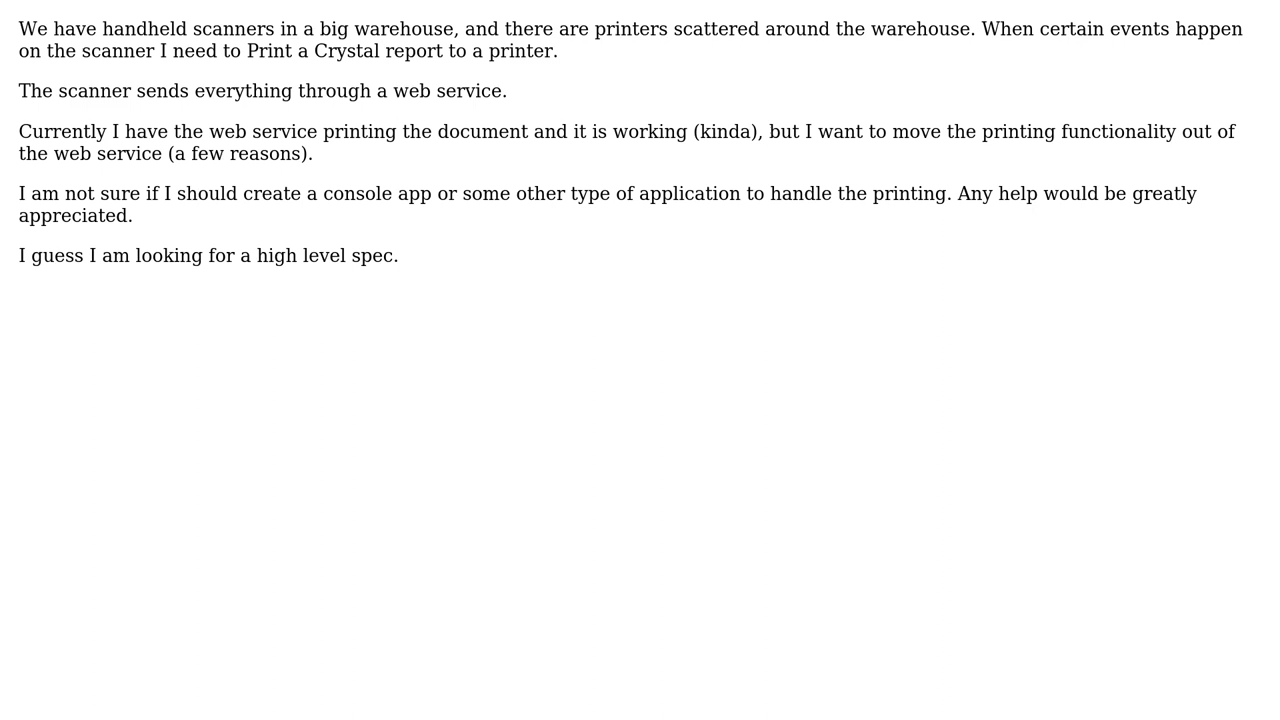 We have handheld scanners in a big warehouse, and there are printers scattered around the warehouse. When certain events happen
on the scanner I need to Print a Crystal report to a printer.
The scanner sends everything through a web service.
Currently I have the web service printing the document and it is working (kinda), but I want to move the printing functionality out of
the web service (a few reasons).
I am not sure if I should create a console app or some other type of application to handle the printing. Any help would be greatly
appreciated.
I guess I am looking for a high level spec.